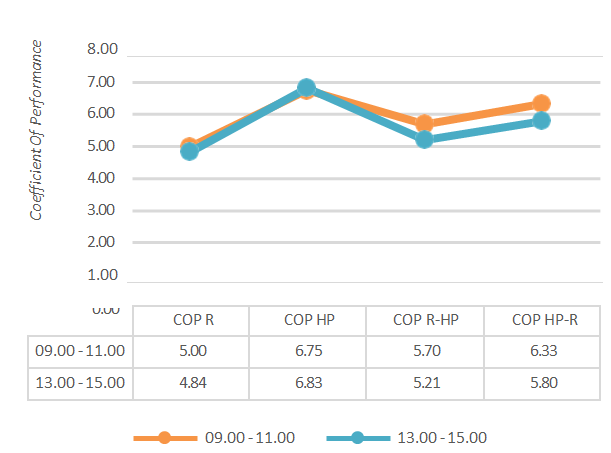 Coefficient Of Performance
8.00
7.00
6.00
5.00
4.00
3.00
2.00
1.00
0.00
COP R COP HP COP R-HP COP HP-R
09.00 - 11.00 5.00 6.75 5.70 6.33
13.00 - 15.00 4.84 6.83 5.21 5.80
09.00 - 11.00 13.00 - 15.00